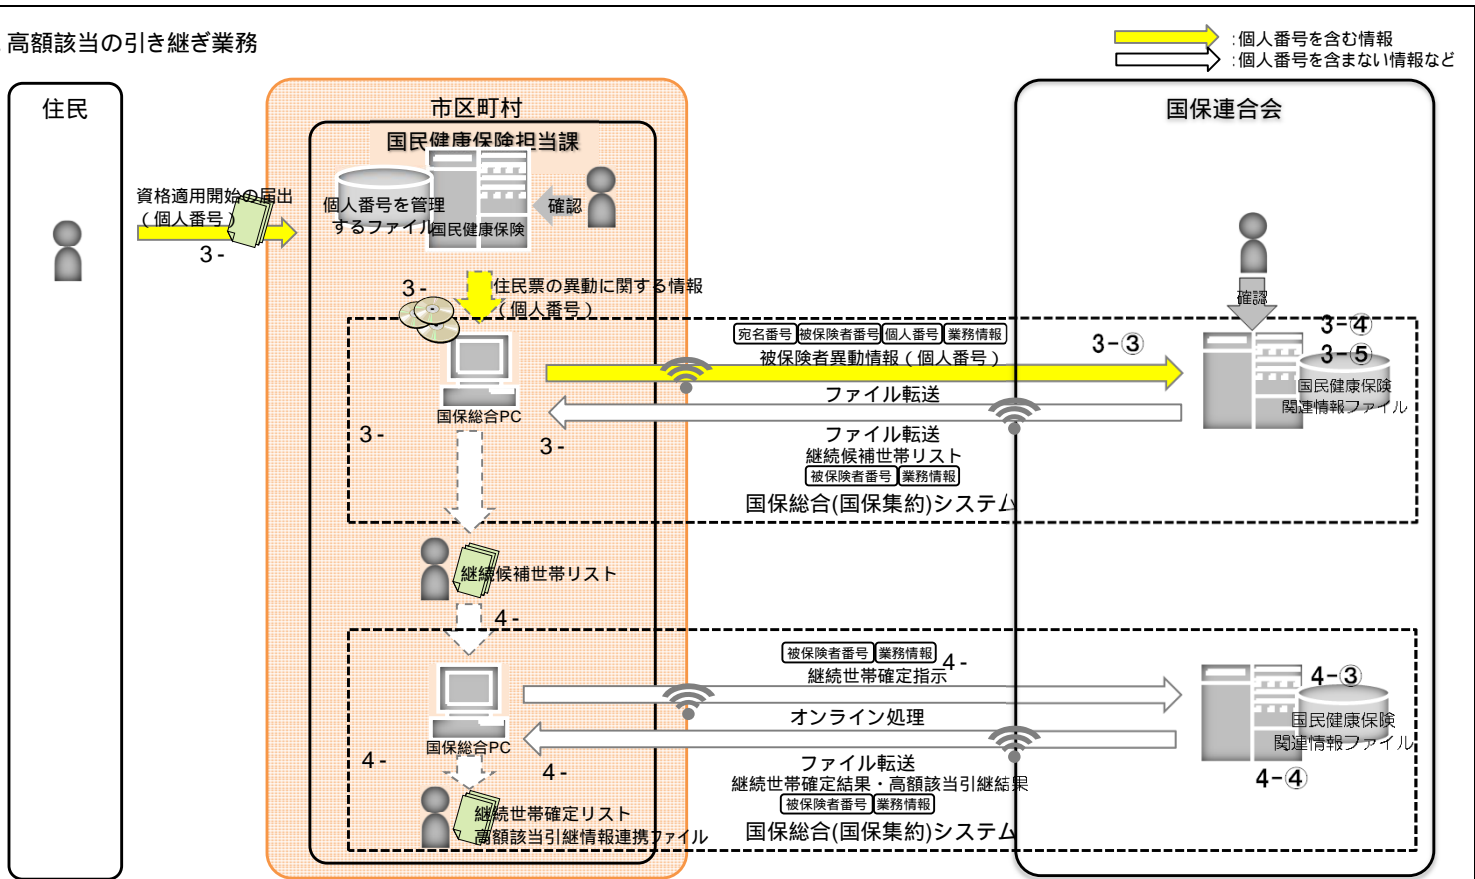 高額該当の引き継ぎ業務
:個人番号を含む情報
:個人番号を含まない情報など
住民
市区町村
国保連合会
国民健康保険担当課
資格適用開始の届出
(個人番号)
3-
個人番号を管理
するファイル
国民健康保険
確認
3-
住民票の異動に関する情報
(個人番号)
確認
宛名番号 被保険者番号 個人番号 業務情報
被保険者異動情報(個人番号)
3-③
3-④
3-⑤
国民健康保険
関連情報ファイル
ファイル転送
国保総合PC
3-
3-
ファイル転送
継続候補世帯リスト
被保険者番号 業務情報
国保総合(国保集約)システム
継続候補世帯リスト
4-
被保険者番号 業務情報
4-
継続世帯確定指示
4-③
国民健康保険
関連情報ファイル
4-④
オンライン処理
国保総合PC
4-
4-
ファイル転送
継続世帯確定結果・高額該当引継結果
被保険者番号 業務情報
国保総合(国保集約)システム
継続世帯確定リスト
高額該当引継情報連携ファイル